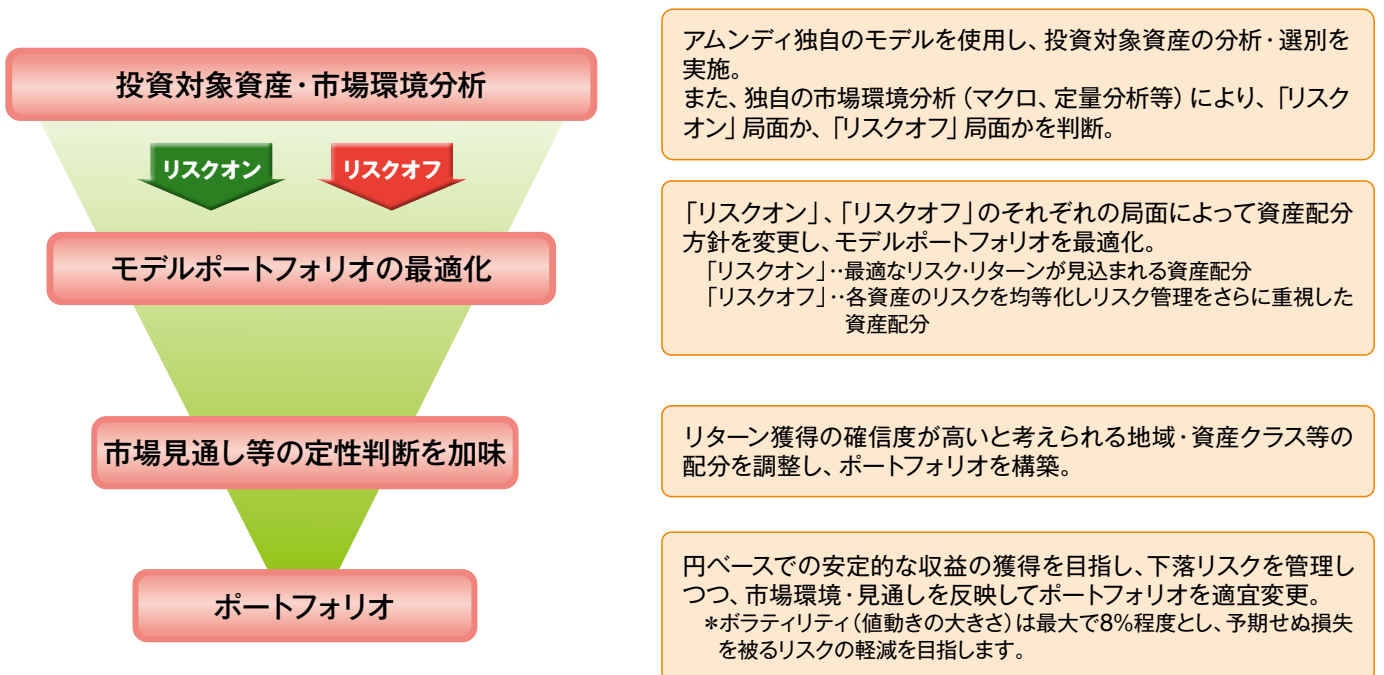 投資対象資産・市場環境分析
アムンディ独自のモデルを使用し、投資対象資産の分析・選別を
実施。
また、独自の市場環境分析（マクロ、定量分析等）により、「リスク
オン」局面か、「リスクオフ」局面かを判断。
リスクオン
リスクオフ
モデルポートフォリオの最適化
「リスクオン」、「リスクオフ」のそれぞれの局面によって資産配分
方針を変更し、モデルポートフォリオを最適化。
「リスクオン」‥最適なリスク・リターンが見込まれる資産配分
「リスクオフ」‥各資産のリスクを均等化しリスク管理をさらに重視した
資産配分
市場見通し等の定性判断を加味
リターン獲得の確信度が高いと考えられる地域・資産クラス等の
配分を調整し、ポートフォリオを構築。
ポートフォリオ
円ベースでの安定的な収益の獲得を目指し、下落リスクを管理し
つつ、市場環境・見通しを反映してポートフォリオを適宜変更。
＊ボラティリティ（値動きの大きさ）は最大で8%程度とし、予期せぬ損失
を被るリスクの軽減を目指します。